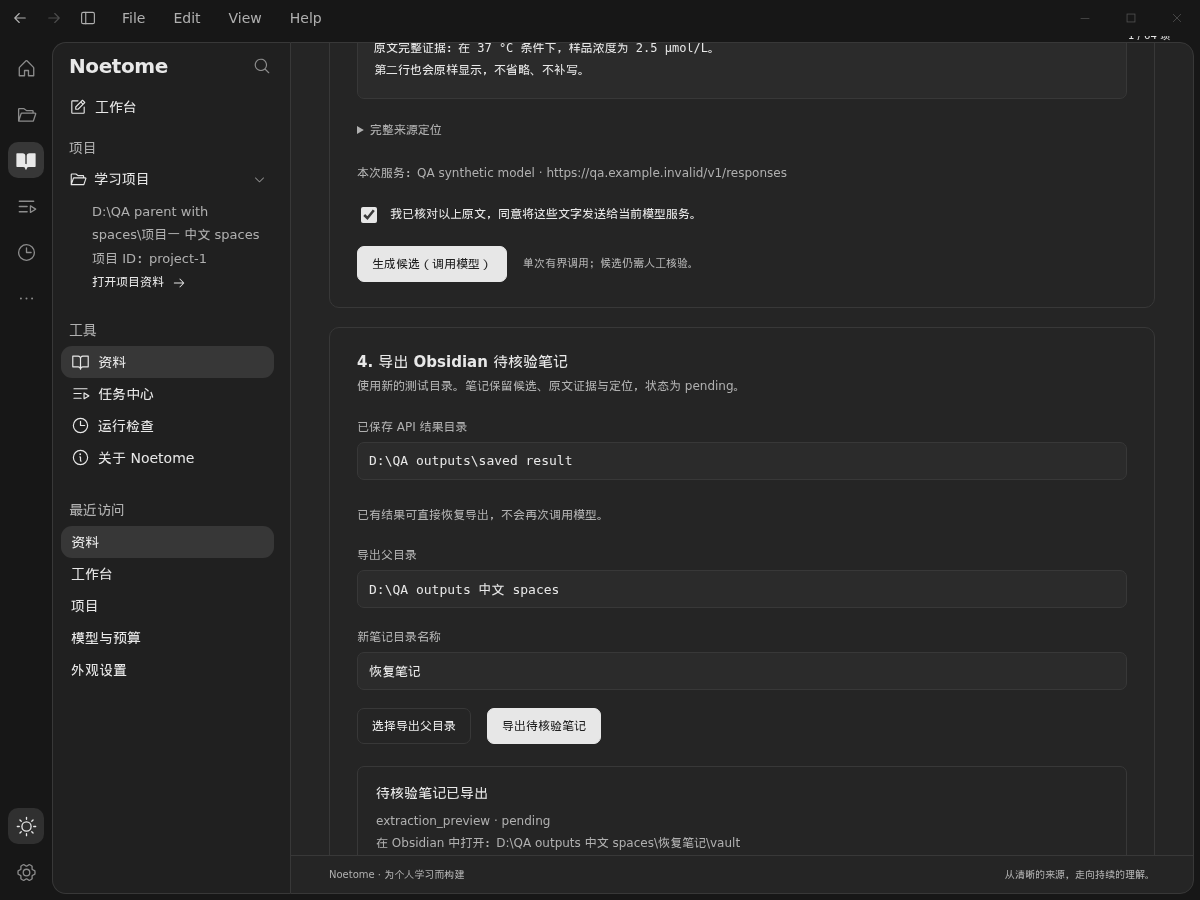 File Edit View Help
Noetome
工作台
项目
学习项目
D:\QA parent with
spaces\项目一 中文 spaces
项目 ID：project-1
打开项目资料 →
工具
资料
任务中心
运行检查
关于 Noetome
最近访问
资料
工作台
项目
模型与预算
外观设置
原文完整证据：在 37 °C 条件下，样品浓度为 2.5 μmol/L。
第二行也会原样显示，不省略、不补写。
完整来源定位
本次服务：QA synthetic model · https://qa.example.invalid/v1/responses
我已核对以上原文，同意将这些文字发送给当前模型服务。
生成候选（调用模型）
单次有界调用；候选仍需人工核验。
4. 导出 Obsidian 待核验笔记
使用新的测试目录。笔记保留候选、原文证据与定位，状态为 pending。
已保存 API 结果目录
D:\QA outputs\saved result
已有结果可直接恢复导出，不会再次调用模型。
导出父目录
D:\QA outputs 中文 spaces
新笔记目录名称
恢复笔记
选择导出父目录
导出待核验笔记
待核验笔记已导出
extraction_preview · pending
在 Obsidian 中打开：D:\QA outputs 中文 spaces\恢复笔记\vault
Noetome · 为个人学习而构建
从清晰的来源，走向持续的理解。